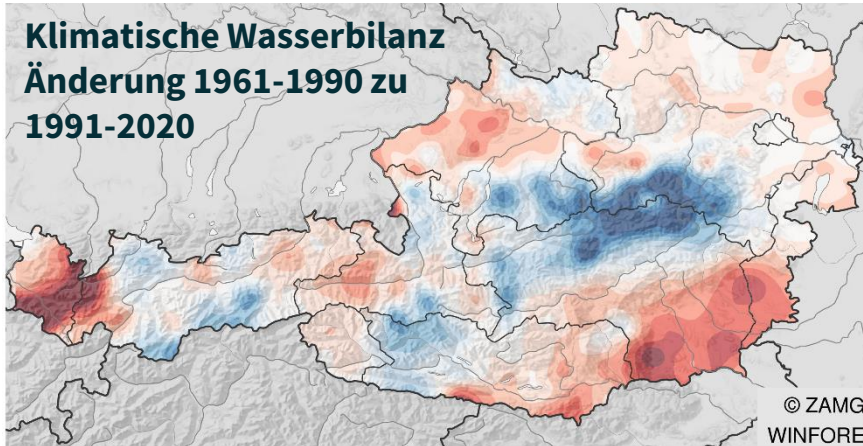 Klimatische Wasserbilanz
Änderung 1961-1990 zu
1991-2020
© ZAMG
WINFORE